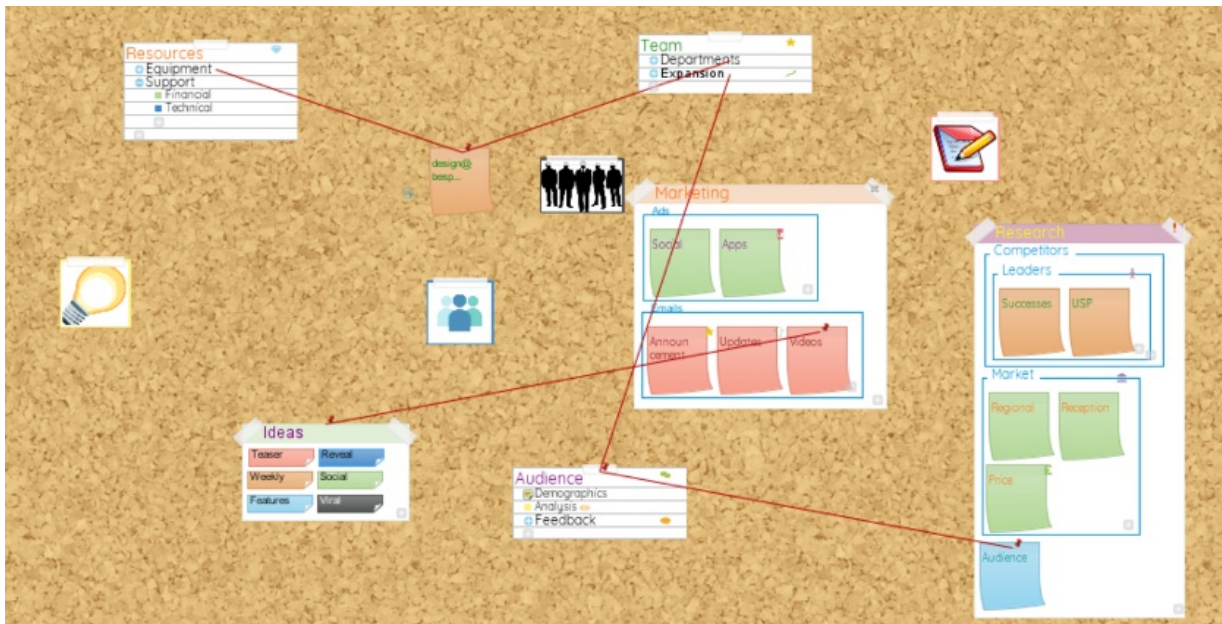 Resources
Equipment
Support
Financial
Technical
Team
Departments
Expansion
design@
besp...
Marketing
Ads
Social
Apps
Emails
Announ
cement
Updates
Videos
Research
Competitors
Leaders
Successes
USP
Market
Regional
Reception
Price
Audience
Ideas
Teaser
Reveal
Weekly
Social
Features
Viral
Audience
Demographics
Analysis
Feedback